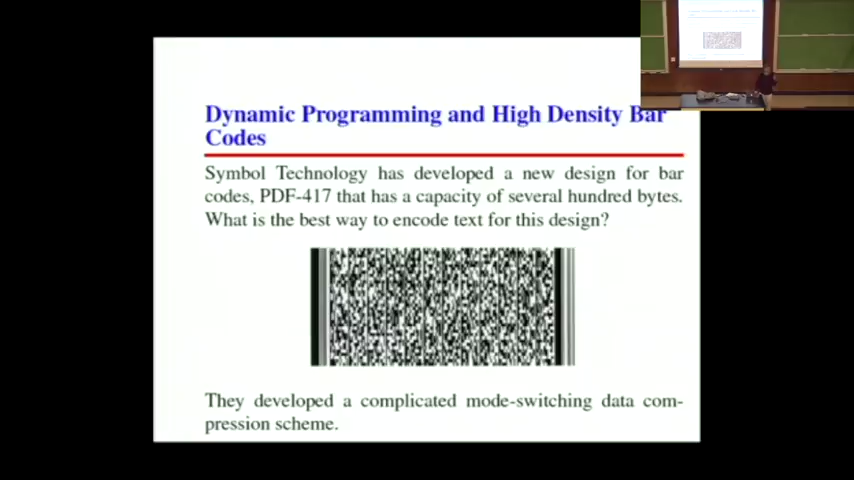 Dynamic Programming and High Density Bar
Codes
Symbol Technology has developed a new design for bar
codes, PDF-417 that has a capacity of several hundred bytes.
What is the best way to encode text for this design?
They developed a complicated mode-switching data com-
pression scheme.